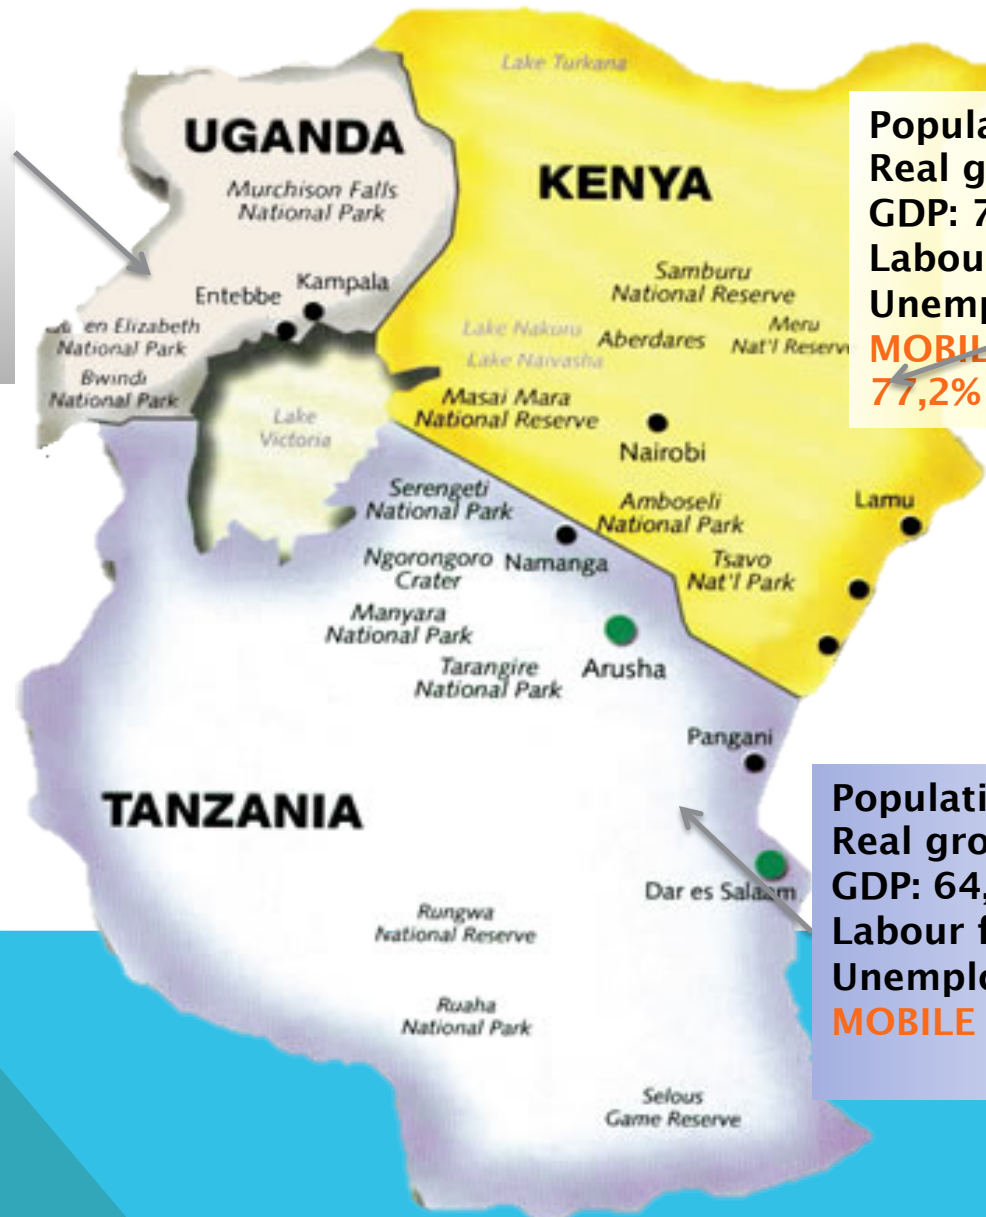 Lake Turkana
UGANDA
Murchison Falls
National Park
KENYA
Entebbe
Kampala
en Elizabeth
National Park
Bwindi
National Park
Samburu
National Reserve
Lake Nakuru
Aberdares
Meru
Nat'l Reserve
Lake Naivasha
Masai Mara
National Reserve
Lake
Victoria
Nairobi
Serengeti
National Park
Amboseli
National Park
Lamu
Ngorongoro
Crater
Namanga
Tsavo
Nat'l Park
Manyara
National Park
Tarangire
National Park
Arusha
Pangani
TANZANIA
Dar es Salaam
Rungwa
National Reserve
Ruaha
National Park
Selous
Game Reserve
Popula
Real g
GDP: 7
Labou
Unemp
MOBIL
77,2%
Populati
Real gro
GDP: 64,
Labour f
Unemplo
MOBILE